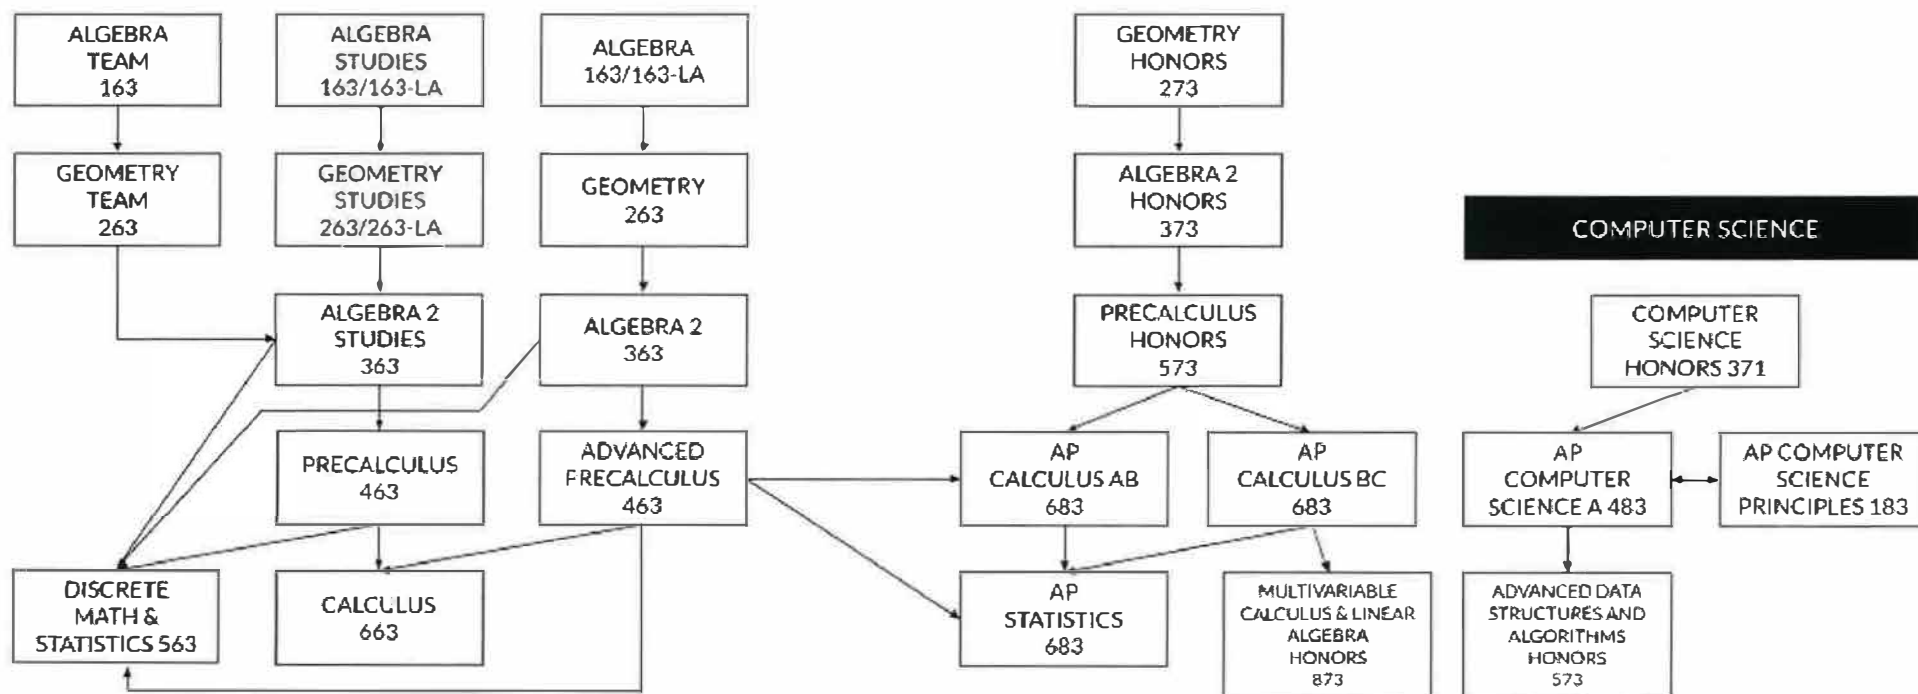 ALGEBRA
TEAM
163
ALGEBRA
STUDIES
163/163-LA
ALGEBRA
163/163-LA
GEOMETRY
HONORS
273
GEOMETRY
TEAM
263
GEOMETRY
STUDIES
263/263-LA
GEOMETRY
263
ALGEBRA 2
HONORS
373
COMPUTER SCIENCE
ALGEBRA 2
STUDIES
363
ALGEBRA 2
363
PRECALCULUS
HONORS
573
COMPUTER
SCIENCE
HONORS 371
PRECALCULUS
463
ADVANCED
PRECALCULUS
463
AP
CALCULUS AB
683
AP
CALCULUS BC
683
AP
COMPUTER
SCIENCE A 483
AP COMPUTER
SCIENCE
PRINCIPLES 183
DISCRETE
MATH &
STATISTICS 563
CALCULUS
663
AP
STATISTICS
683
MULTIVARIABLE
CALCULUS & LINEAR
ALGEBRA
HONORS
873
ADVANCED DATA
STRUCTURES AND
ALGORITHMS
HONORS
573